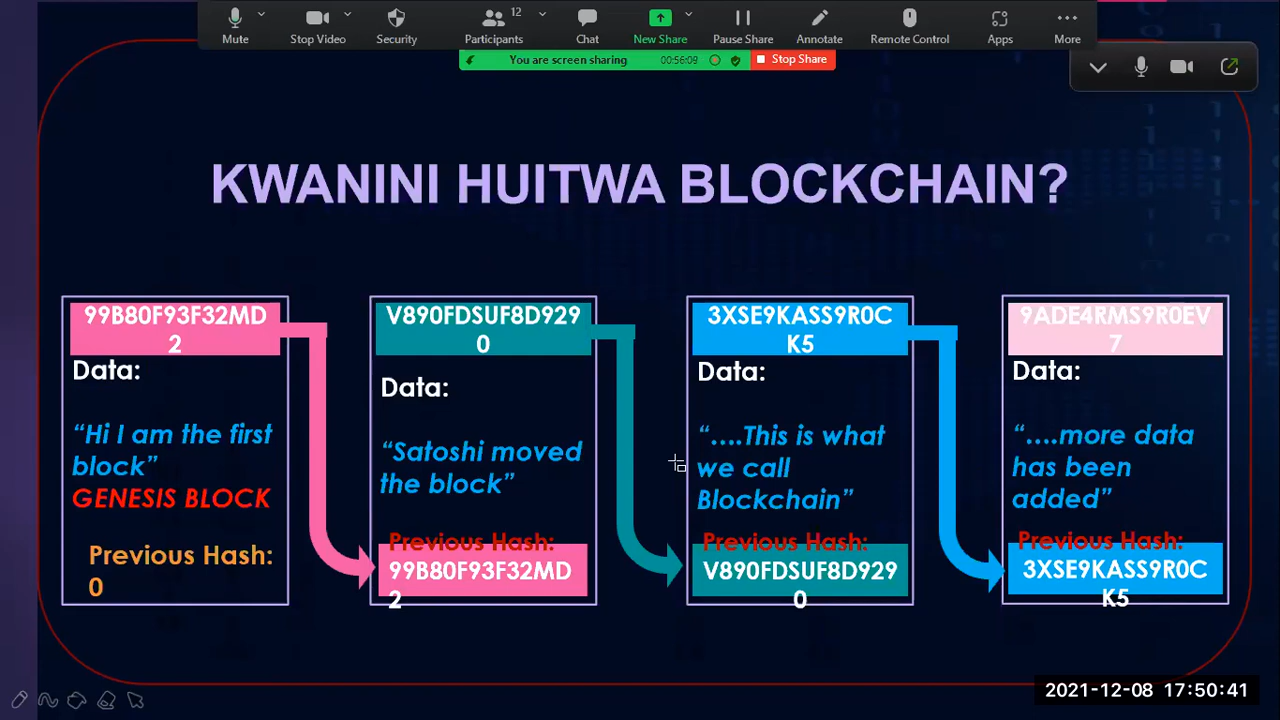 Mute
Stop Video
Security
Participants
12
Chat
New Share
Pause Share
Annotate
Remote Control
Apps
More
You are screen sharing
00:56:09
Stop Share
KWANINI HUITWA BLOCKCHAIN?
99B80F93F32MD
2
Data:
“Hi I am the first
block”
GENESIS BLOCK
Previous Hash:
0
V890FDSUF8D929
0
Data:
“Satoshi moved
the block”
Previous Hash:
99B80F93F32MD
2
3XSE9KASS9R0C
K5
Data:
“....This is what
we call
Blockchain”
Previous Hash:
V890FDSUF8D929
0
9ADE4RMS9R0EV
7
Data:
“....more data
has been
added”
Previous Hash:
3XSE9KASS9R0C
K5
2021-12-08 17:50:41